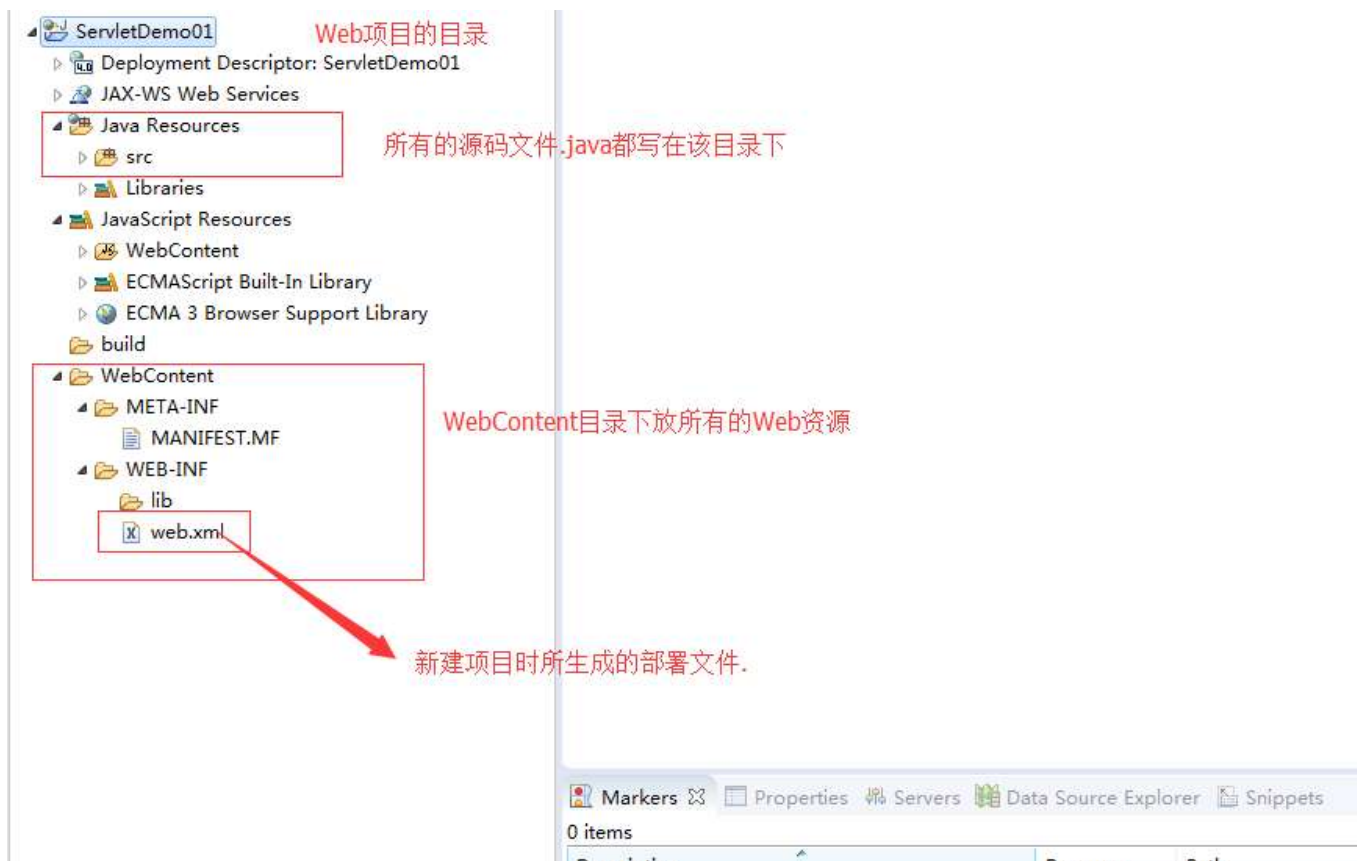 ServletDemo01 Web项目的目录
Deployment Descriptor: ServletDemo01
JAX-WS Web Services
Java Resources
所有的源码文件.java都写在该目录下
src
Libraries
JavaScript Resources
WebContent
ECMAScript Built-In Library
ECMA 3 Browser Support Library
build
WebContent
META-INF
WebContent目录下放所有的Web资源
MANIFEST.MF
WEB-INF
lib
web.xml
新建项目时所生成的部署文件.
Markers Properties Servers Data Source Explorer Snippets
0 items